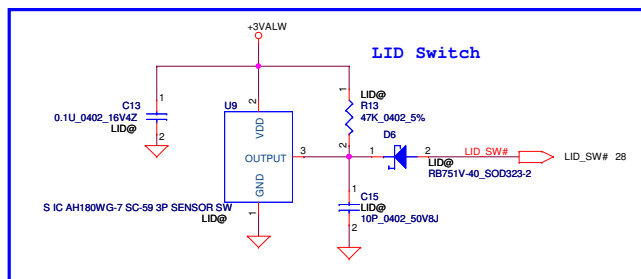 +3VALW
LID Switch
1
C13
0.1U_0402_16V4Z
LID@
2
U9
2
VDD
OUTPUT
3
GND
1
S IC AH180WG-7 SC-59 3P SENSOR SW
LID@
1
LID@
R13
47K_0402_5%
2
D6
1
2
LID@
RB751V-40_SOD323-2
LID_SW#
LID_SW# 28
1
C15
LID@
10P_0402_50V8J
2